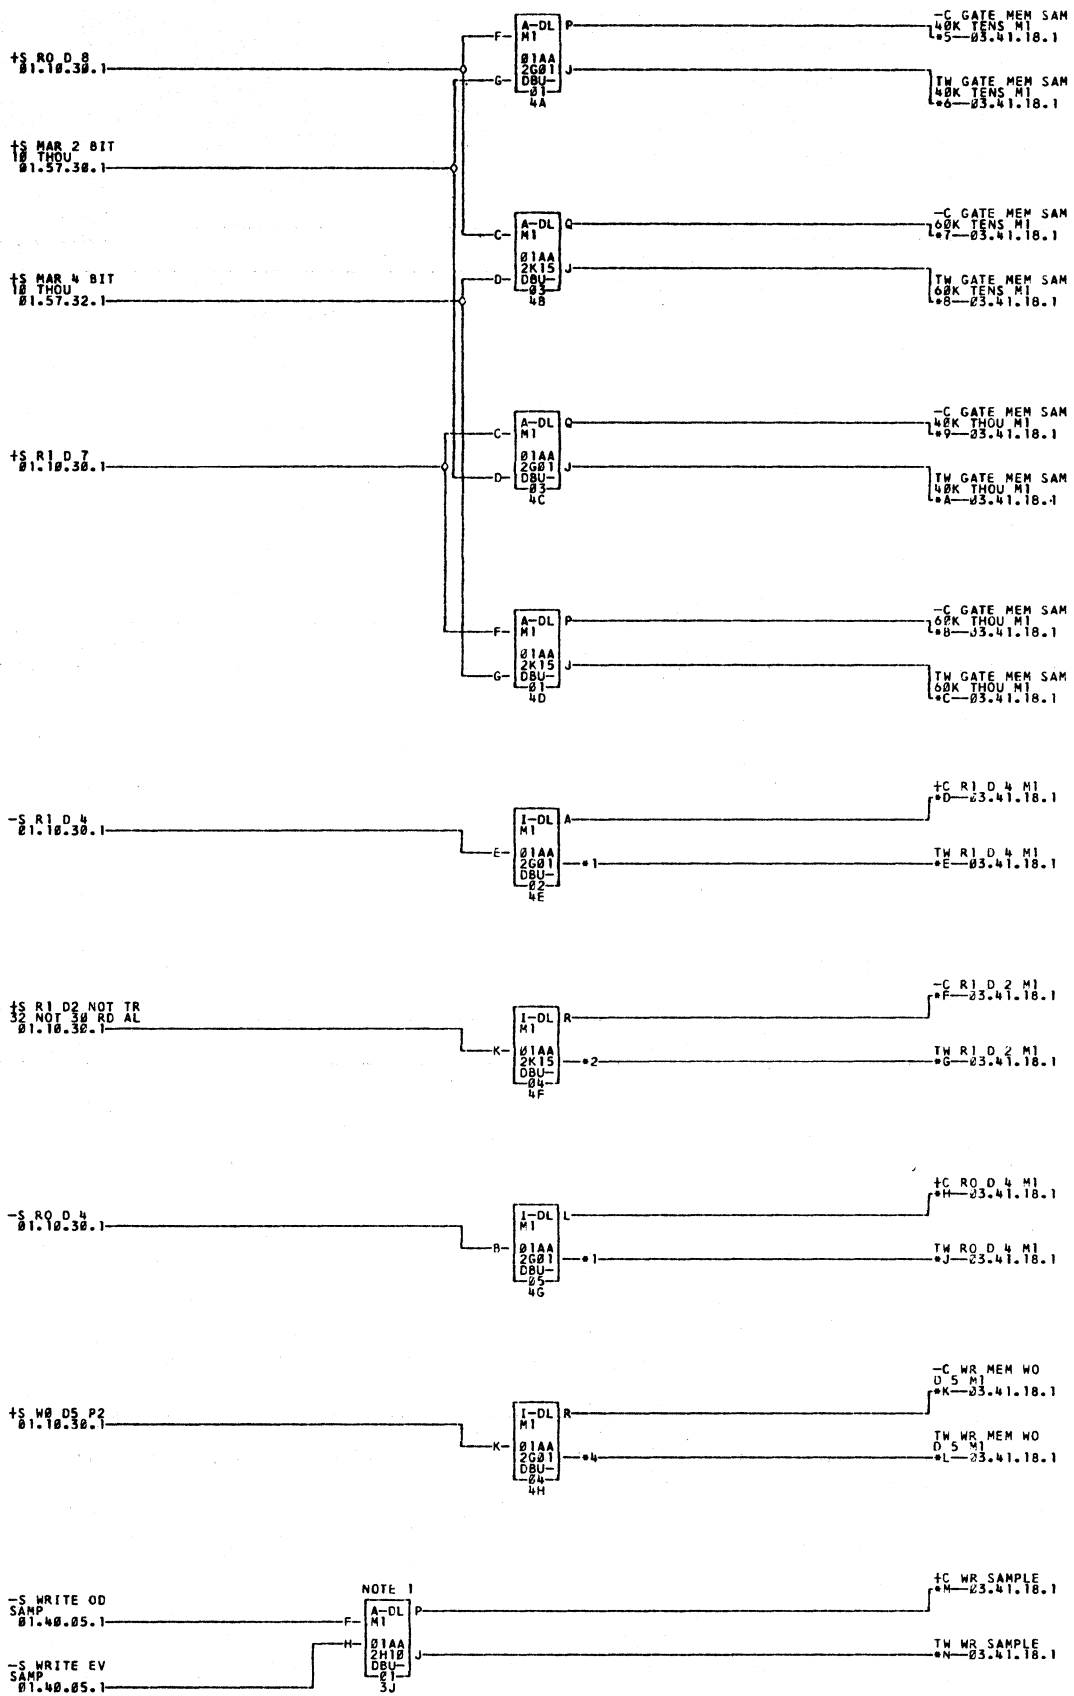 +S RO D 8
01.10.30.1
+S MAR 2 BIT
10 THOU
01.57.30.1
+S MAR 4 BIT
10 THOU
01.57.32.1
+S R1 D 7
01.10.30.1
-S R1 D 4
01.10.30.1
+S R1 D2 NOT TR
32 NOT 30 RD AL
01.10.30.1
-S RO D 4
01.10.30.1
+S W0 D5 P2
01.10.30.1
-S WRITE OD
SAMP
01.40.05.1
-S WRITE EV
SAMP
01.40.05.1
F
G
A-DL P
M1
01AA
2G01 J
DBU-
01
4A
C
D
A-DL Q
M1
01AA
2K15 J
DBU-
03
4B
C
D
A-DL Q
M1
01AA
2G01 J
DBU-
03
4C
F
G
A-DL P
M1
01AA
2K15 J
DBU-
01
4D
E
I-DL A
M1
01AA
2G01 *1
DBU-
02
4E
K
I-DL R
M1
01AA
2K15 *2
DBU-
04
4F
B
I-DL L
M1
01AA
2G01 *1
DBU-
05
4G
K
I-DL R
M1
01AA
2G01 *4
DBU-
04
4H
NOTE 1
F
H
A-DL P
M1
01AA
2H10 J
DBU-
01
3J
-C GATE MEM SAM
40K TENS M1
*5-03.41.18.1
TW GATE MEM SAM
40K TENS M1
*6-03.41.18.1
-C GATE MEM SAM
60K TENS M1
*7-03.41.18.1
TW GATE MEM SAM
60K TENS M1
*8-03.41.18.1
-C GATE MEM SAM
40K THOU M1
*9-03.41.18.1
TW GATE MEM SAM
40K THOU M1
*A-03.41.18.1
-C GATE MEM SAM
60K THOU M1
*B-03.41.18.1
TW GATE MEM SAM
60K THOU M1
*C-03.41.18.1
+C R1 D 4 M1
*D-03.41.18.1
TW R1 D 4 M1
*E-03.41.18.1
-C R1 D 2 M1
*F-03.41.18.1
TW R1 D 2 M1
*G-03.41.18.1
+C RO D 4 M1
*H-03.41.18.1
TW RO D 4 M1
*J-03.41.18.1
-C WR MEM WO
D 5 M1
*K-03.41.18.1
TW WR MEM WO
D 5 M1
*L-03.41.18.1
+C WR SAMPLE
*M-03.41.18.1
TW WR SAMPLE
*N-03.41.18.1